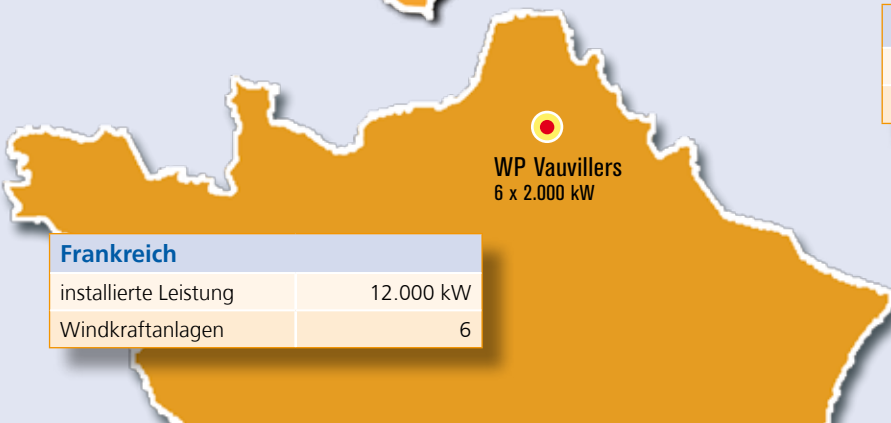 WP Vauvillers
6 x 2.000 kW
Frankreich
installierte Leistung 12.000 kW
Windkraftanlagen 6